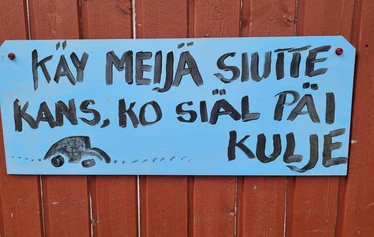 KÄY MEIJÄ SIUTTE
KANS, KO SIÄL PÄI
KULJE